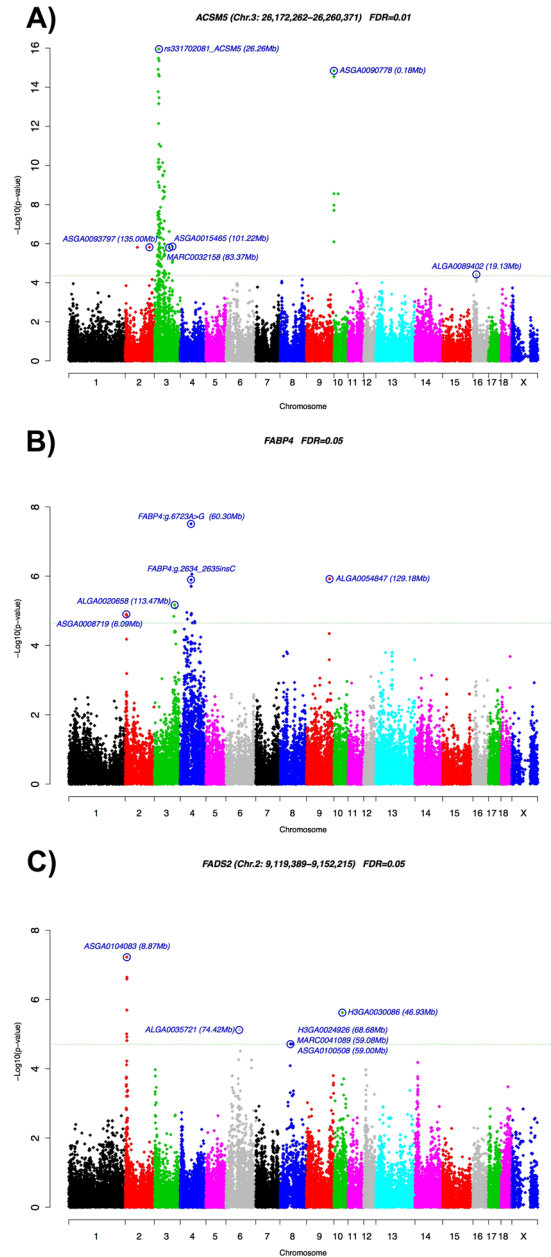 A)
ACSM5 (Chr.3: 26,172,262−26,260,371) FDR=0.01
16
14
12
10
8
6
4
2
0
−Log10(p−value)
rs331702081_ACSM5 (26.26Mb)
ASGA0090778 (0.18Mb)
ASGA0093797 (135.00Mb)
ASGA0015465 (101.22Mb)
MARC0032158 (83.37Mb)
ALGA0089402 (19.13Mb)
1 2 3 4 5 6 7 8 9 10 11 12 13 14 15 16 17 18 X
Chromosome
B)
FABP4 FDR=0.05
8
6
4
2
0
−Log10(p−value)
FABP4:g.6723A>G (60.30Mb)
FABP4:g.2634_2635insC
ALGA0054847 (129.18Mb)
ALGA0020658 (113.47Mb)
ASGA0008719 (6.09Mb)
1 2 3 4 5 6 7 8 9 10 11 12 13 14 15 16 17 18 X
Chromosome
C)
FADS2 (Chr.2: 9,119,389−9,152,215) FDR=0.05
8
6
4
2
0
−Log10(p−value)
ASGA0104083 (8.87Mb)
H3GA0030086 (46.93Mb)
ALGA0035721 (74.42Mb)
H3GA0024926 (68.68Mb)
MARC0041089 (59.08Mb)
ASGA0100508 (59.00Mb)
1 2 3 4 5 6 7 8 9 10 11 12 13 14 15 16 17 18 X
Chromosome